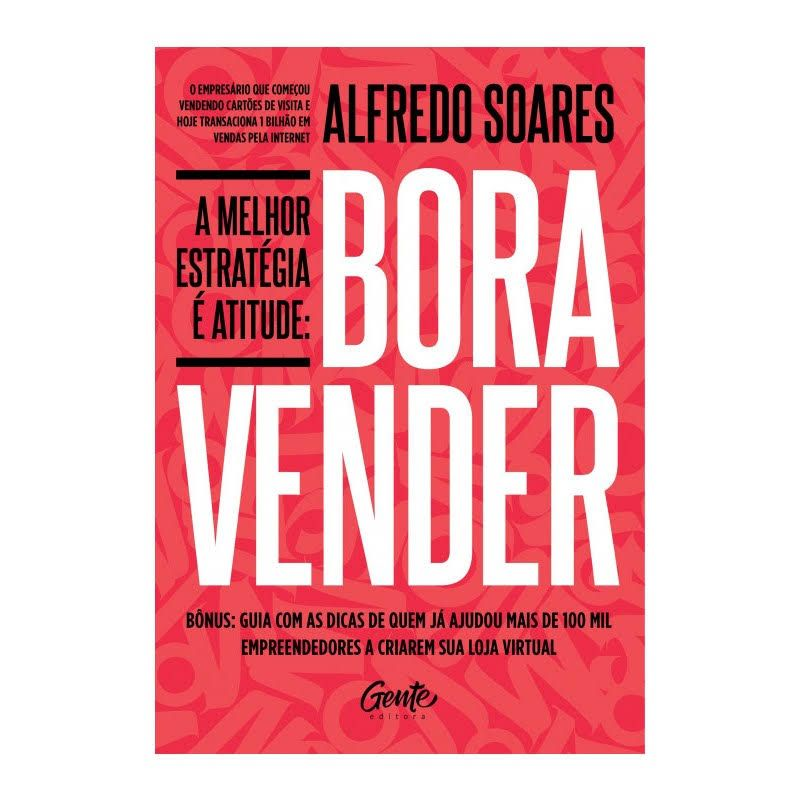 O EMPRESÁRIO QUE COMEÇOU
VENDENDO CARTÕES DE VISITA E
HOJE TRANSACIONA 1 BILHÃO EM
VENDAS PELA INTERNET
ALFREDO SOARES
A MELHOR
ESTRATÉGIA
É ATITUDE:
BORA
VENDER
BÔNUS: GUIA COM AS DICAS DE QUEM JÁ AJUDOU MAIS DE 100 MIL
EMPREENDEDORES A CRIAREM SUA LOJA VIRTUAL
Gente
editora